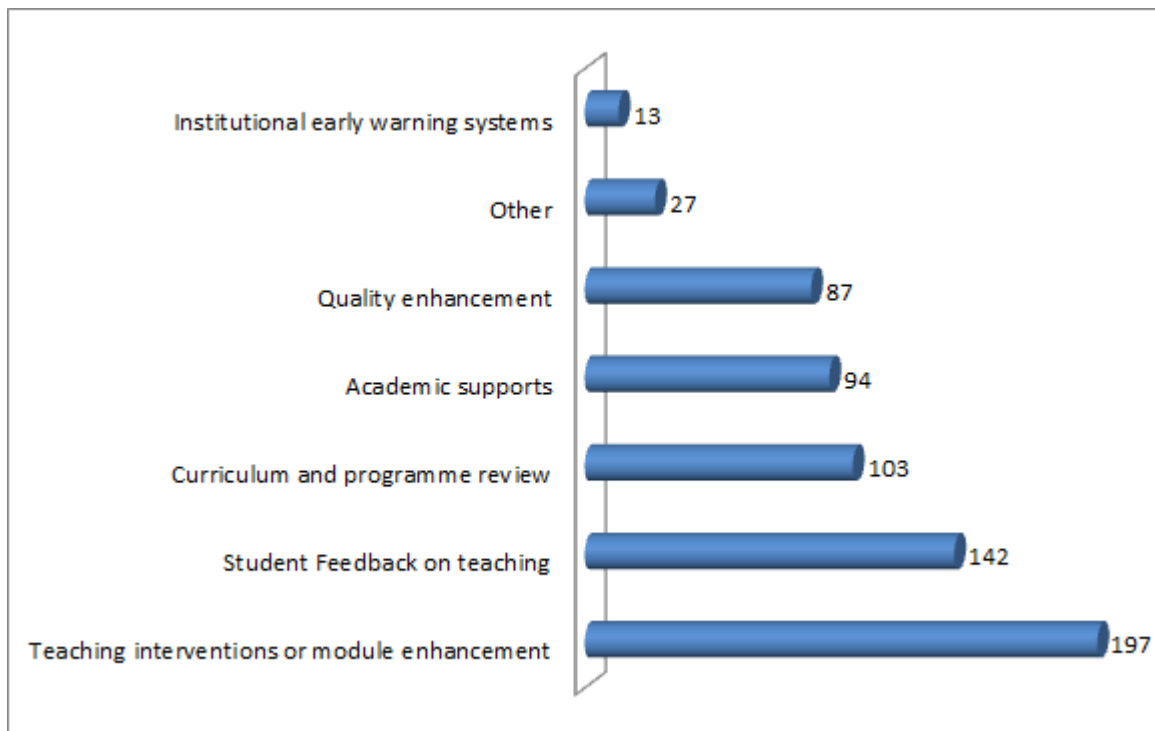 Institutional early warning systems
13
Other
27
Quality enhancement
87
Academic supports
94
Curriculum and programme review
103
Student Feedback on teaching
142
Teaching interventions or module enhancement
197